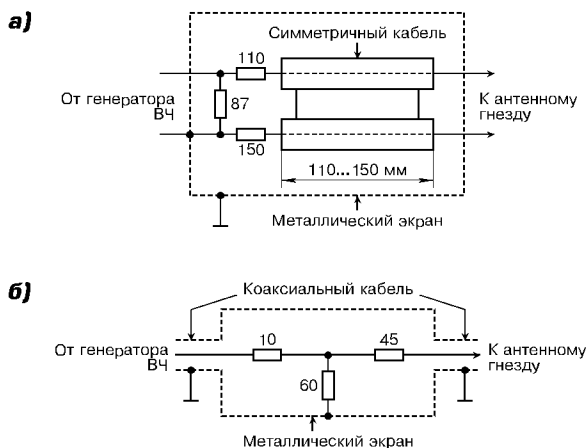 а)
Симметричный кабель
110
От генератора
ВЧ
87
К антенному
гнезду
150
110...150 мм
Металлический экран
б)
Коаксиальный кабель
От генератора
ВЧ
10
45
К антенному
гнезду
60
Металлический экран